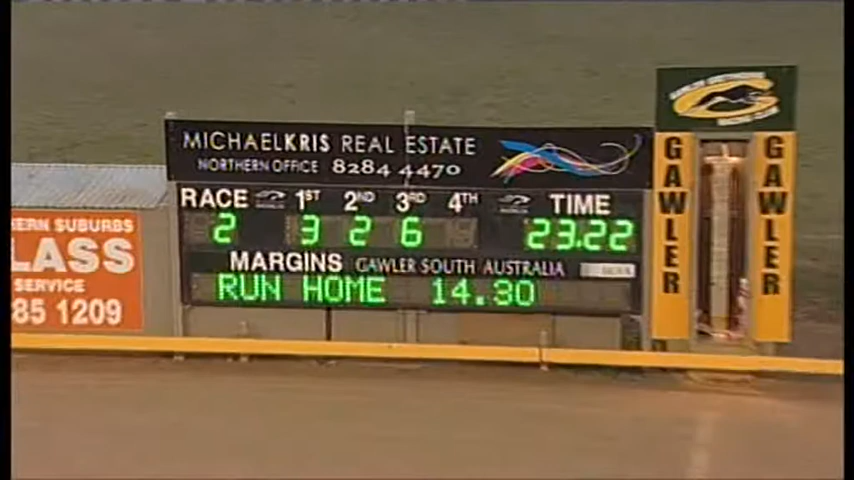 MICHAELKRIS REAL ESTATE
NORTHERN OFFICE 8284 4470
RACE 1ST 2ND 3RD 4TH TIME
2 3 2 6 23.22
MARGINS GAWLER SOUTH AUSTRALIA
RUN HOME 14.30
ERN SUBURBS
LASS
SERVICE
85 1209
GAWLER
GAWLER